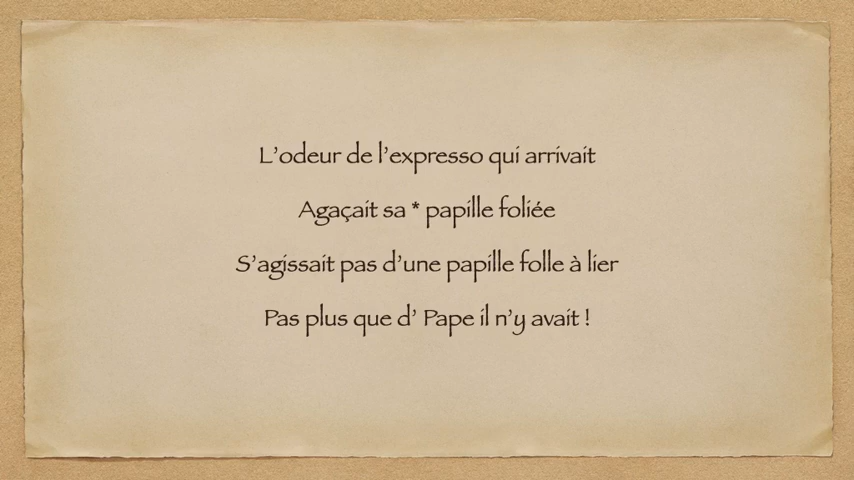 L’odeur de l’expresso qui arrivait
Agaçait sa * papille foliée
S’agissait pas d’une papille folle à lier
Pas plus que d’ Pape il n’y avait !